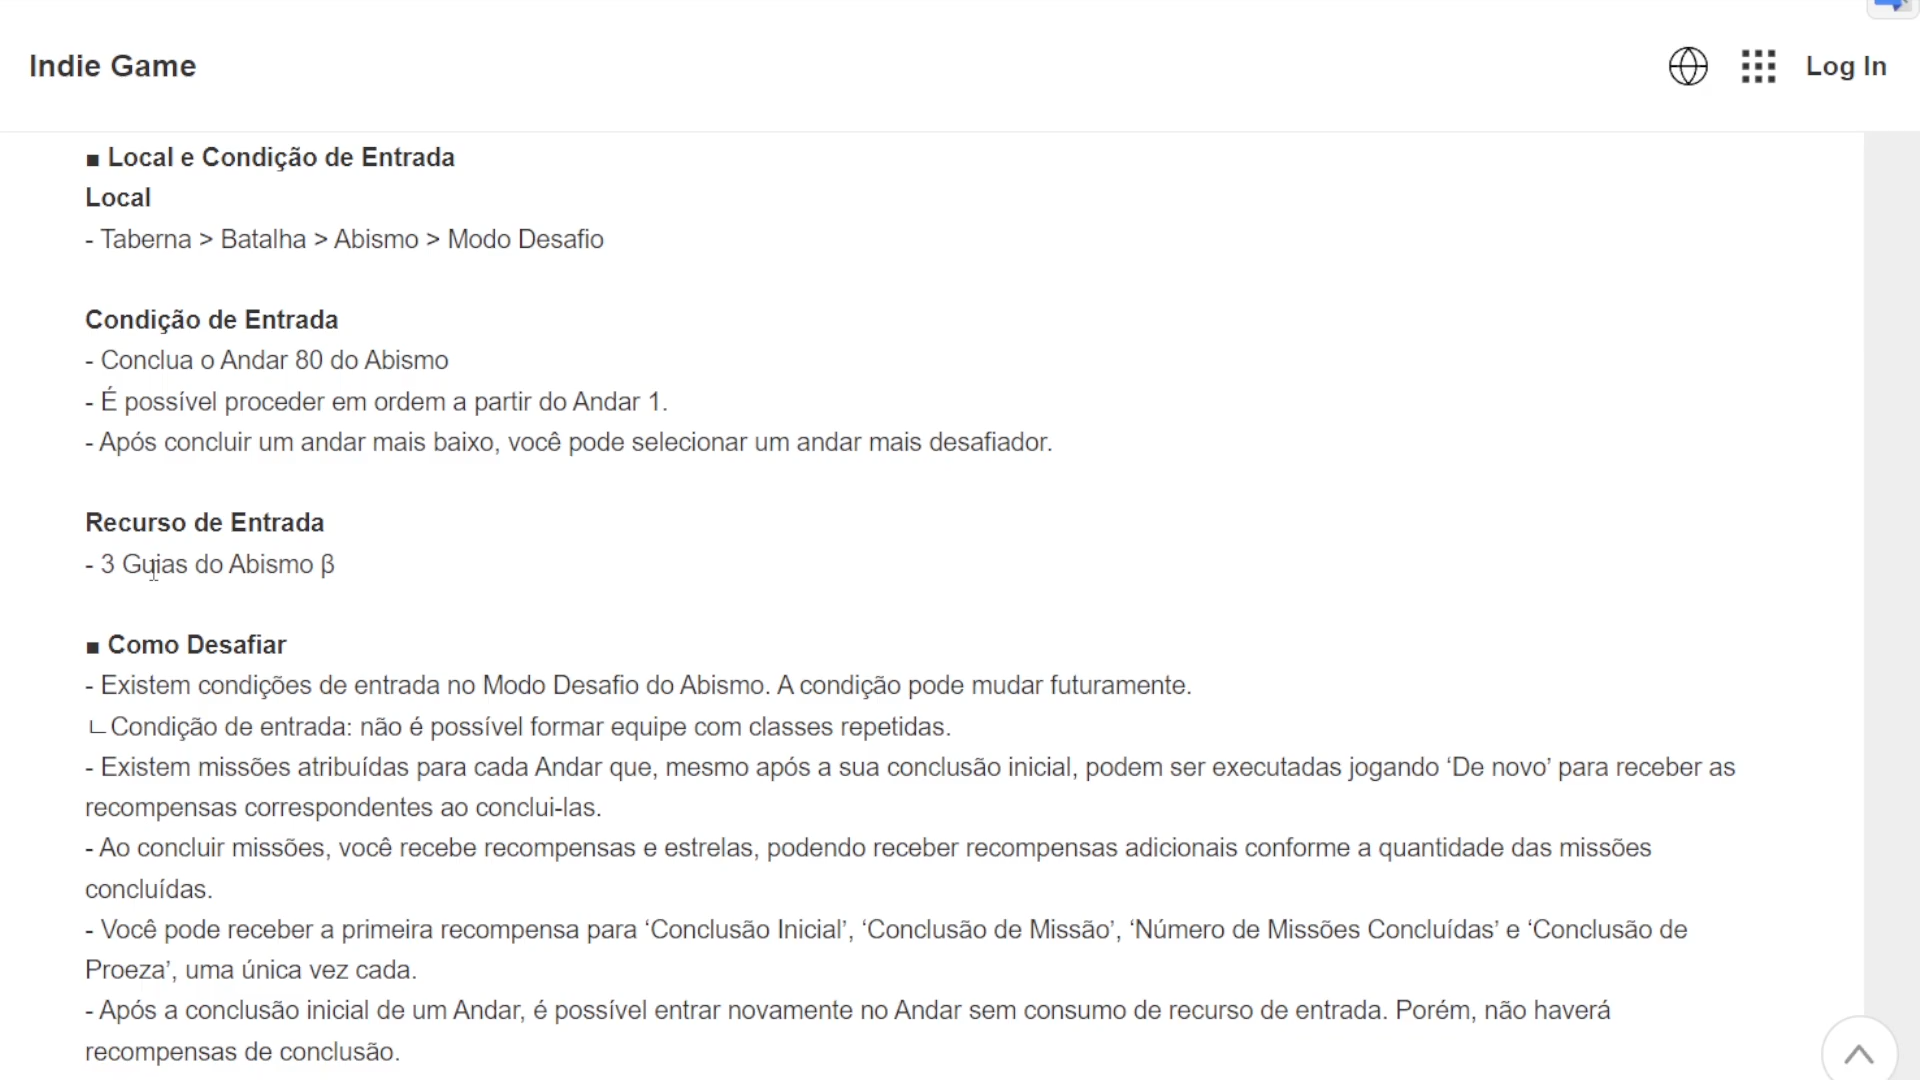 Indie Game
Log In
■ Local e Condição de Entrada
Local
- Taberna > Batalha > Abismo > Modo Desafio
Condição de Entrada
- Conclua o Andar 80 do Abismo
- É possível proceder em ordem a partir do Andar 1.
- Após concluir um andar mais baixo, você pode selecionar um andar mais desafiador.
Recurso de Entrada
- 3 Guias do Abismo β
■ Como Desafiar
- Existem condições de entrada no Modo Desafio do Abismo. A condição pode mudar futuramente.
ㄴCondição de entrada: não é possível formar equipe com classes repetidas.
- Existem missões atribuídas para cada Andar que, mesmo após a sua conclusão inicial, podem ser executadas jogando ‘De novo’ para receber as
recompensas correspondentes ao conclui-las.
- Ao concluir missões, você recebe recompensas e estrelas, podendo receber recompensas adicionais conforme a quantidade das missões
concluídas.
- Você pode receber a primeira recompensa para ‘Conclusão Inicial’, ‘Conclusão de Missão’, ‘Número de Missões Concluídas’ e ‘Conclusão de
Proeza’, uma única vez cada.
- Após a conclusão inicial de um Andar, é possível entrar novamente no Andar sem consumo de recurso de entrada. Porém, não haverá
recompensas de conclusão.